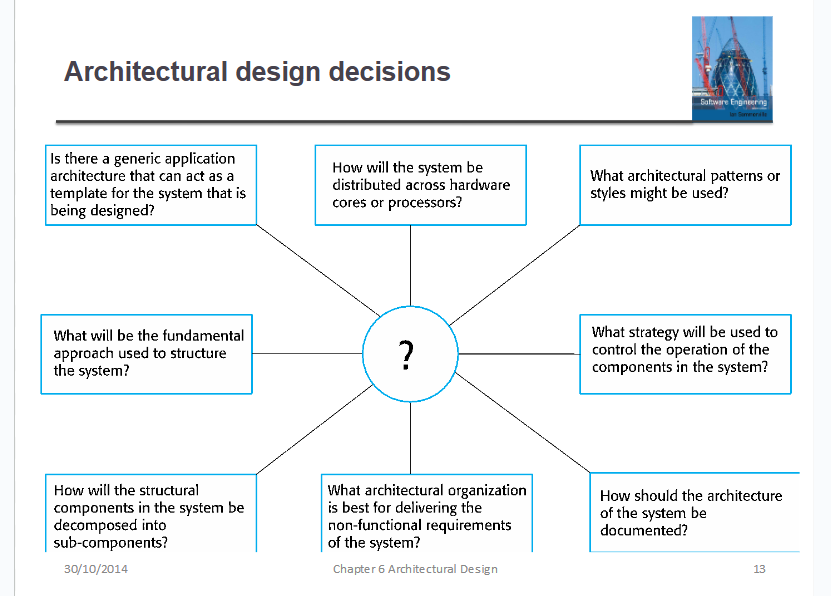 Architectural design decisions
Software Engineering
Ian Sommerville
Is there a generic application
architecture that can act as a
template for the system that is
being designed?
How will the system be
distributed across hardware
cores or processors?
What architectural patterns or
styles might be used?
What will be the fundamental
approach used to structure
the system?
?
What strategy will be used to
control the operation of the
components in the system?
How will the structural
components in the system be
decomposed into
sub-components?
What architectural organization
is best for delivering the
non-functional requirements
of the system?
How should the architecture
of the system be
documented?
30/10/2014
Chapter 6 Architectural Design
13